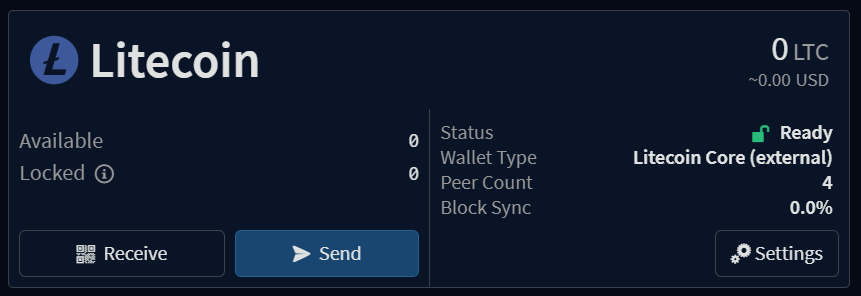 Litecoin
0 LTC
~0.00 USD
Available 0
Locked 0
Status Ready
Wallet Type Litecoin Core (external)
Peer Count 4
Block Sync 0.0%
Receive
Send
Settings